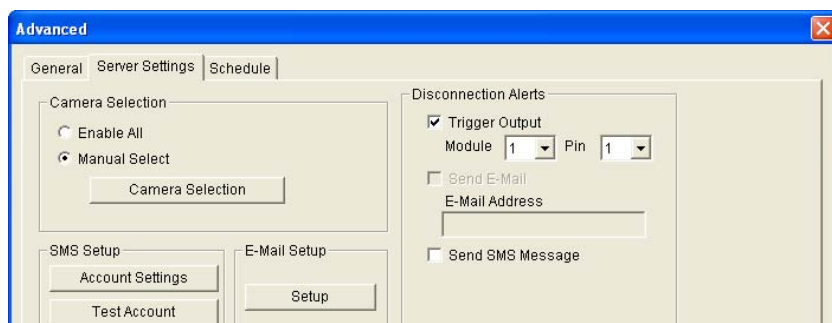 Advanced
General Server Settings Schedule
Camera Selection
Enable All
Manual Select
Camera Selection
Disconnection Alerts
Trigger Output
Module 1 Pin 1
Send E-Mail
E-Mail Address
Send SMS Message
SMS Setup
Account Settings
Test Account
E-Mail Setup
Setup